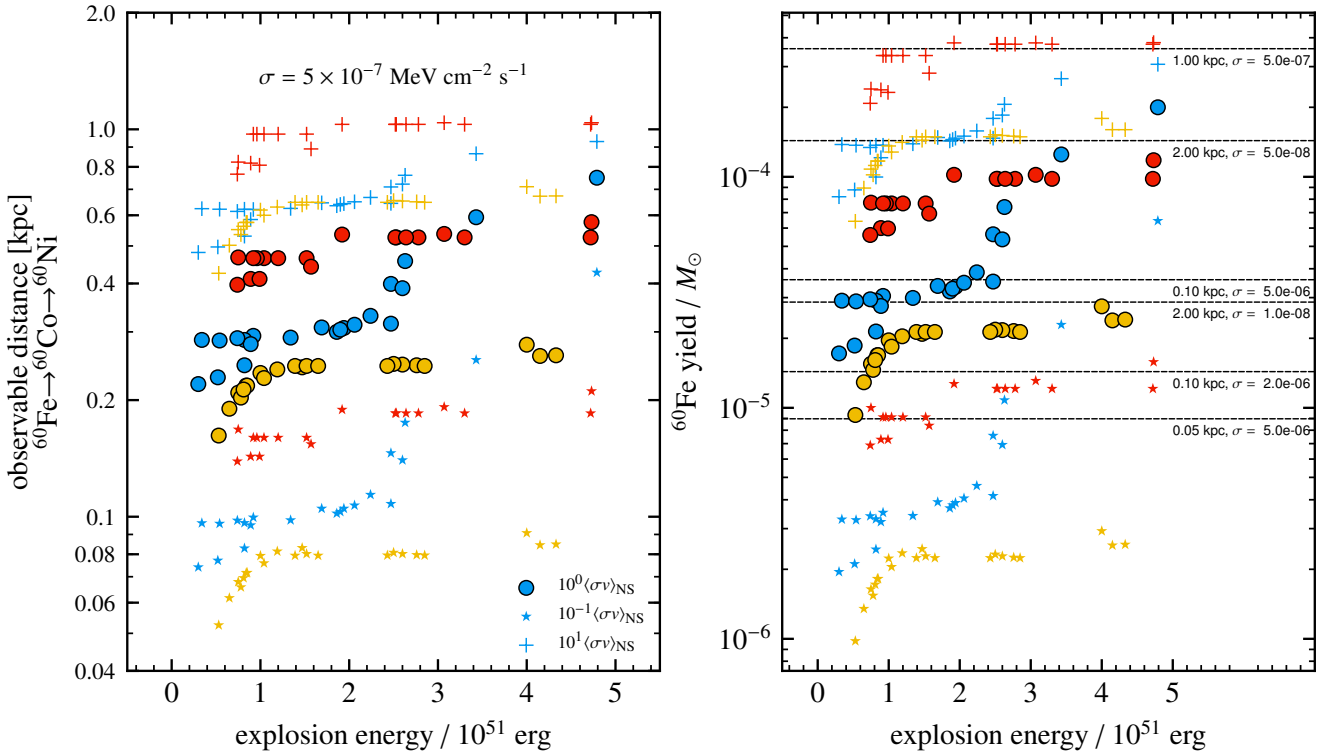 observable distance [kpc]
⁶⁰Fe→⁶⁰Co→⁶⁰Ni
2.0
1.0
0.8
0.6
0.4
0.2
0.1
0.08
0.06
0.04
σ = 5 × 10⁻⁷ MeV cm⁻² s⁻¹
10⁰⟨σv⟩NS
10⁻¹⟨σv⟩NS
10¹⟨σv⟩NS
0 1 2 3 4 5
explosion energy / 10⁵¹ erg
⁶⁰Fe yield / M⊙
10⁻⁴
10⁻⁵
10⁻⁶
1.00 kpc, σ = 5.0e-07
2.00 kpc, σ = 5.0e-08
0.10 kpc, σ = 5.0e-06
2.00 kpc, σ = 1.0e-08
0.10 kpc, σ = 2.0e-06
0.05 kpc, σ = 5.0e-06
0 1 2 3 4 5
explosion energy / 10⁵¹ erg